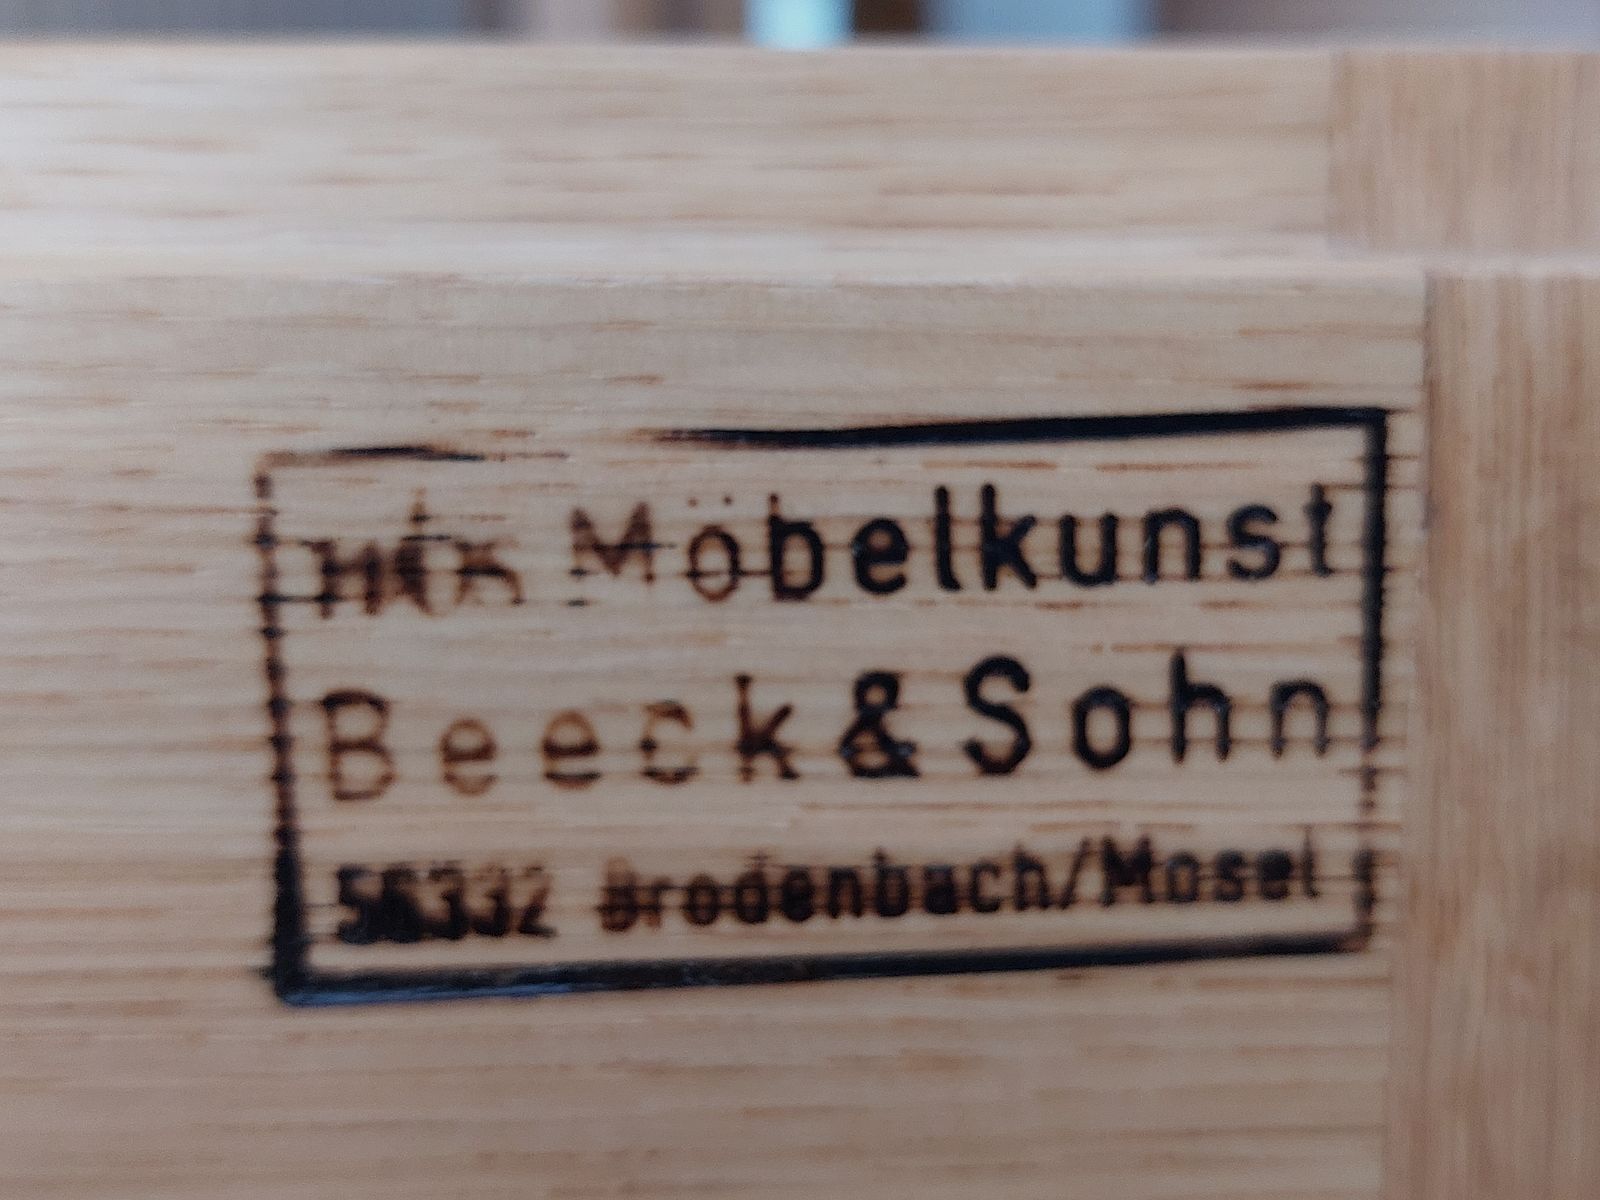 Möbelkunst
Beeck & Sohn
56332 Brodenbach/Mosel